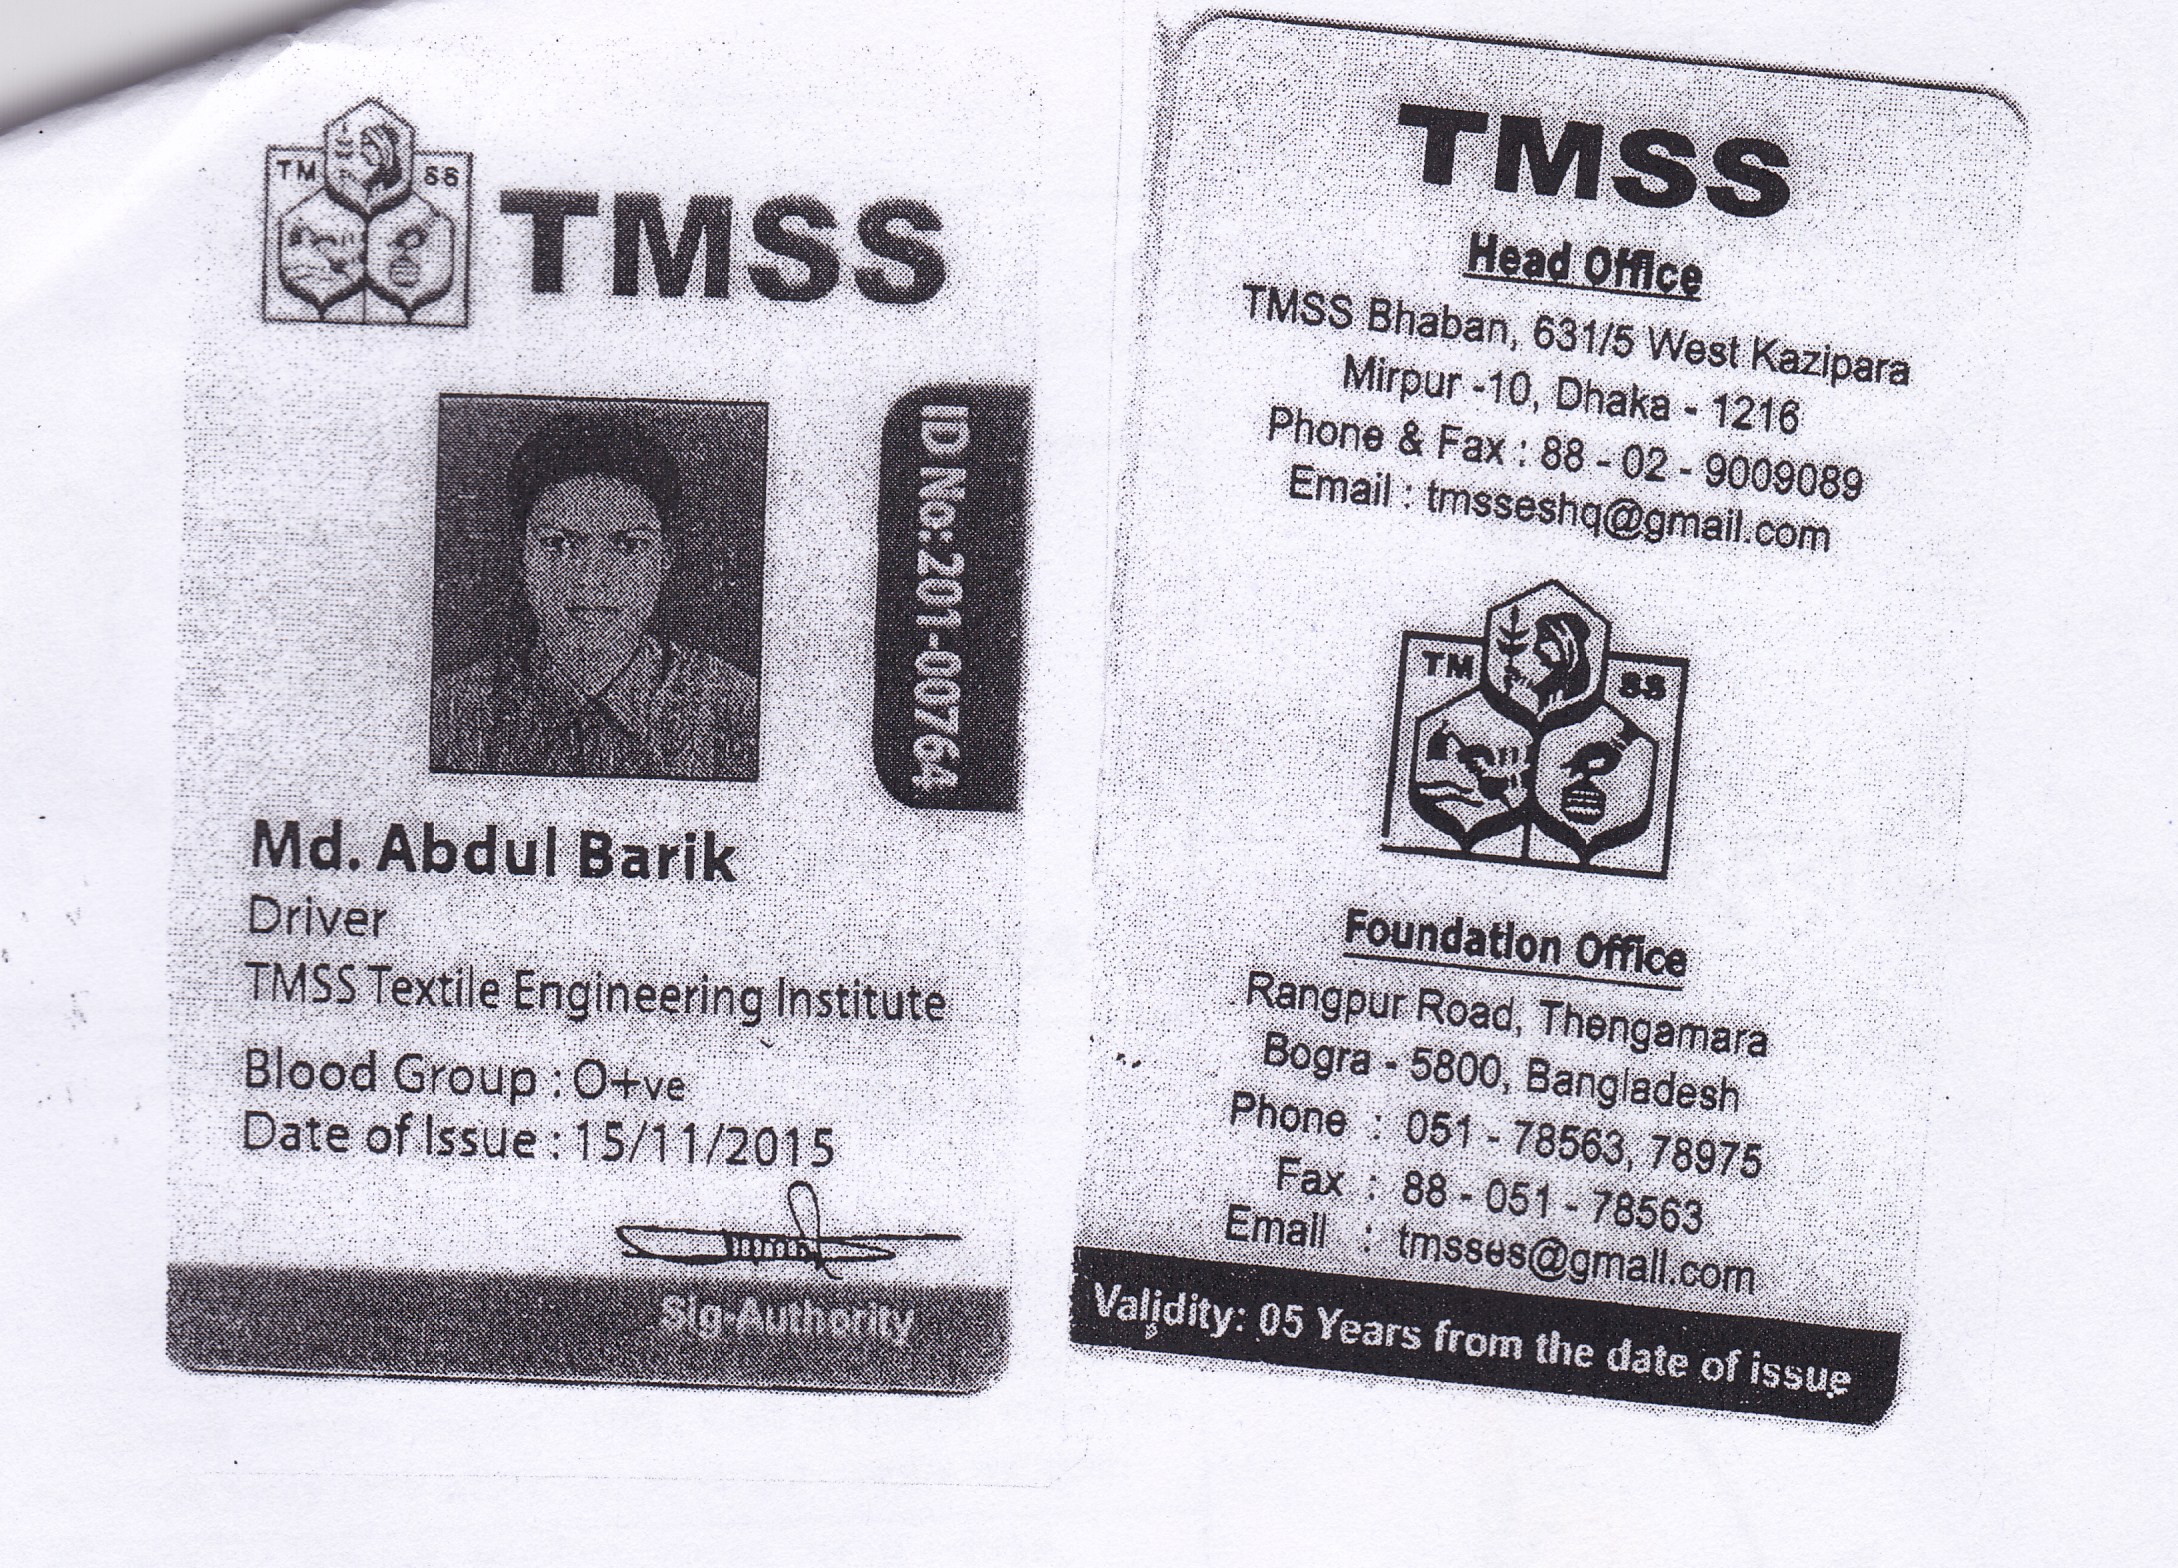 TM SS
TMSS
ID No:201-00764
Md. Abdul Barik
Driver
TMSS Textile Engineering Institute
Blood Group : O+ve
Date of Issue : 15/11/2015
Sig-Authority
TMSS
Head Office
TMSS Bhaban, 631/5 West Kazipara
Mirpur -10, Dhaka - 1216
Phone & Fax : 88 - 02 - 9009089
Email : tmsseshq@gmail.com
TM SS
Foundation Office
Rangpur Road, Thengamara
Bogra - 5800, Bangladesh
Phone : 051 - 78563, 78975
Fax : 88 - 051 - 78563
Email : tmsses@gmail.com
Validity: 05 Years from the date of issue